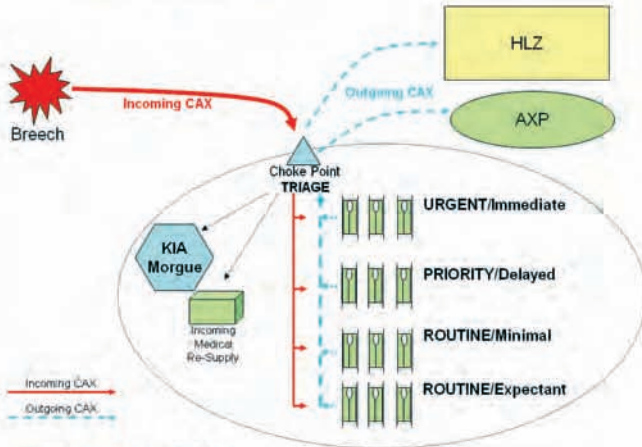 HLZ
Incoming CAX
Outgoing CAX
Breech
AXP
Choke Point
TRIAGE
URGENT/Immediate
KIA
Morgue
PRIORITY/Delayed
Incoming
Medical
Re-Supply
ROUTINE/Minimal
ROUTINE/Expectant
Incoming CAX
Outgoing CAX